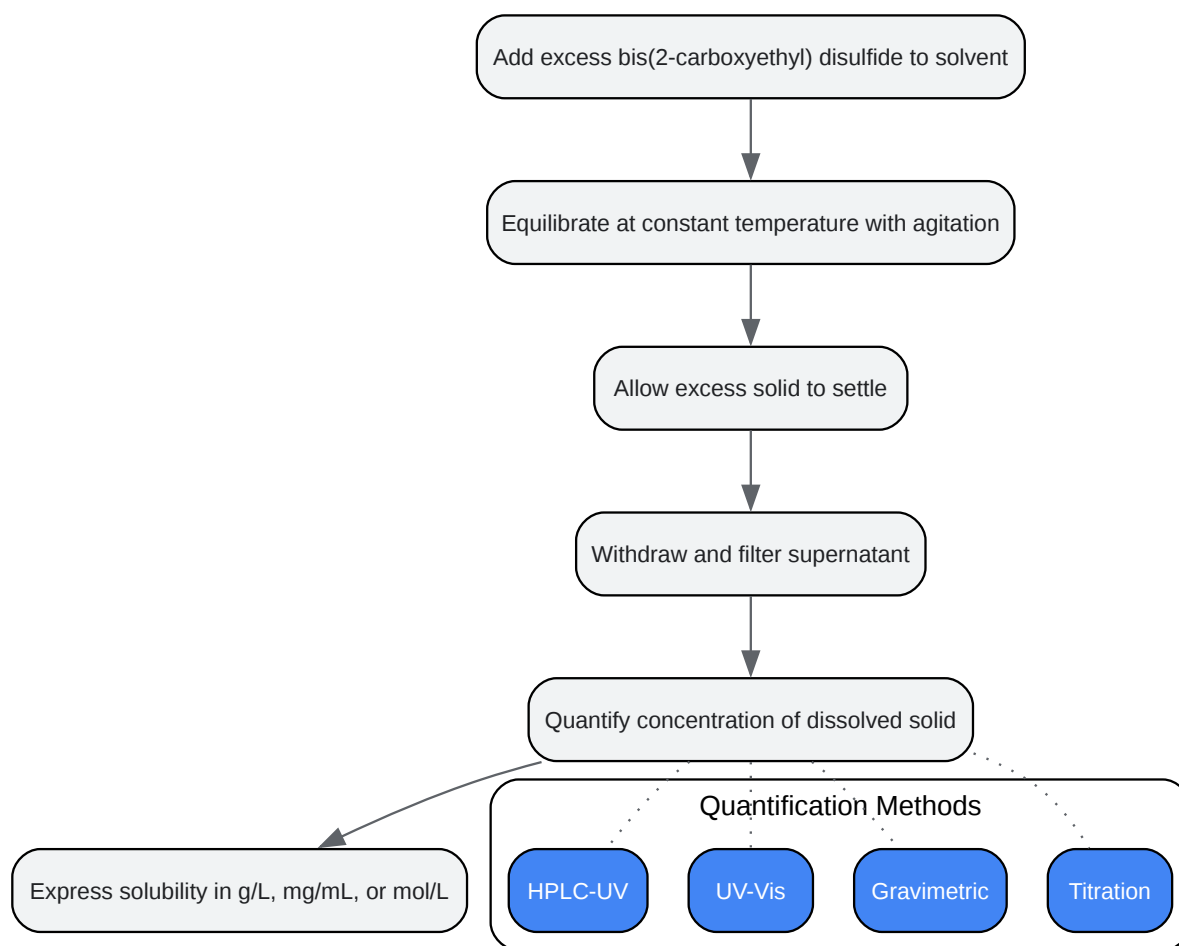 Add excess bis(2-carboxyethyl) disulfide to solvent
Equilibrate at constant temperature with agitation
Allow excess solid to settle
Withdraw and filter supernatant
Quantify concentration of dissolved solid
Quantification Methods
Express solubility in g/L, mg/mL, or mol/L
HPLC-UV
UV-Vis
Gravimetric
Titration